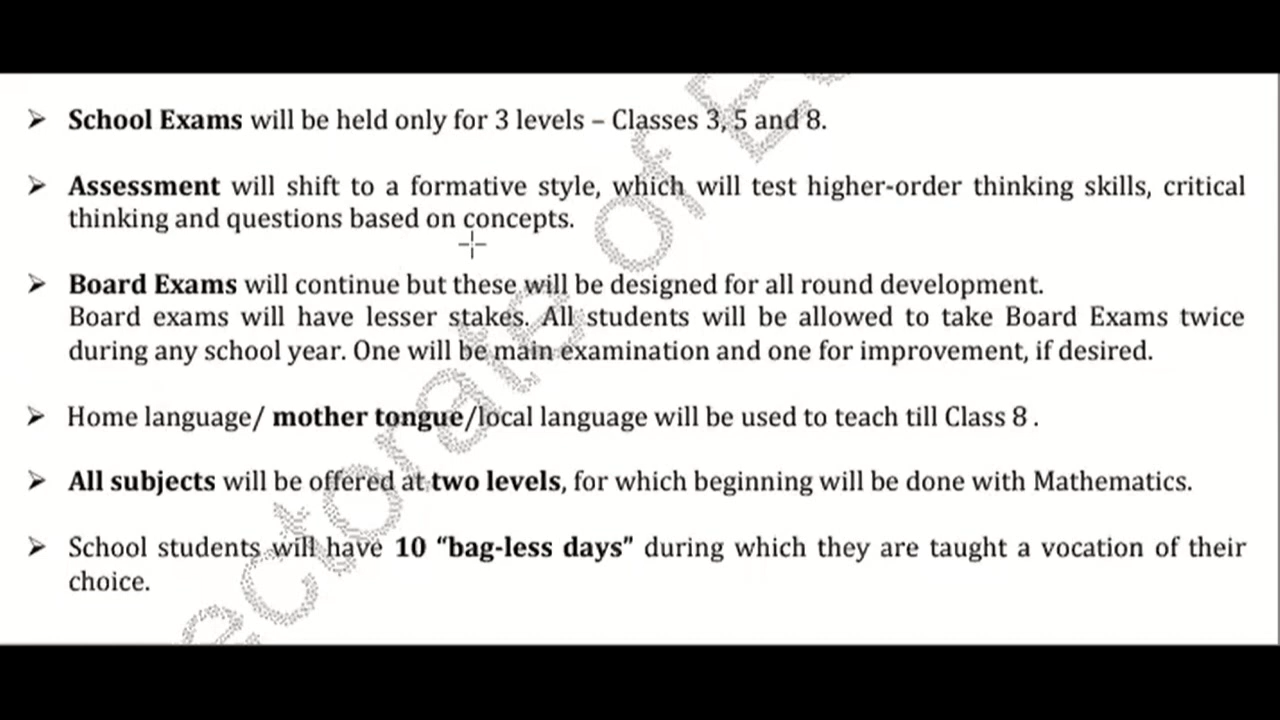 ➢ School Exams will be held only for 3 levels – Classes 3, 5 and 8.
➢ Assessment will shift to a formative style, which will test higher-order thinking skills, critical
thinking and questions based on concepts.
➢ Board Exams will continue but these will be designed for all round development.
Board exams will have lesser stakes. All students will be allowed to take Board Exams twice
during any school year. One will be main examination and one for improvement, if desired.
➢ Home language/ mother tongue/local language will be used to teach till Class 8 .
➢ All subjects will be offered at two levels, for which beginning will be done with Mathematics.
➢ School students will have 10 “bag-less days” during which they are taught a vocation of their
choice.
ectorate of E